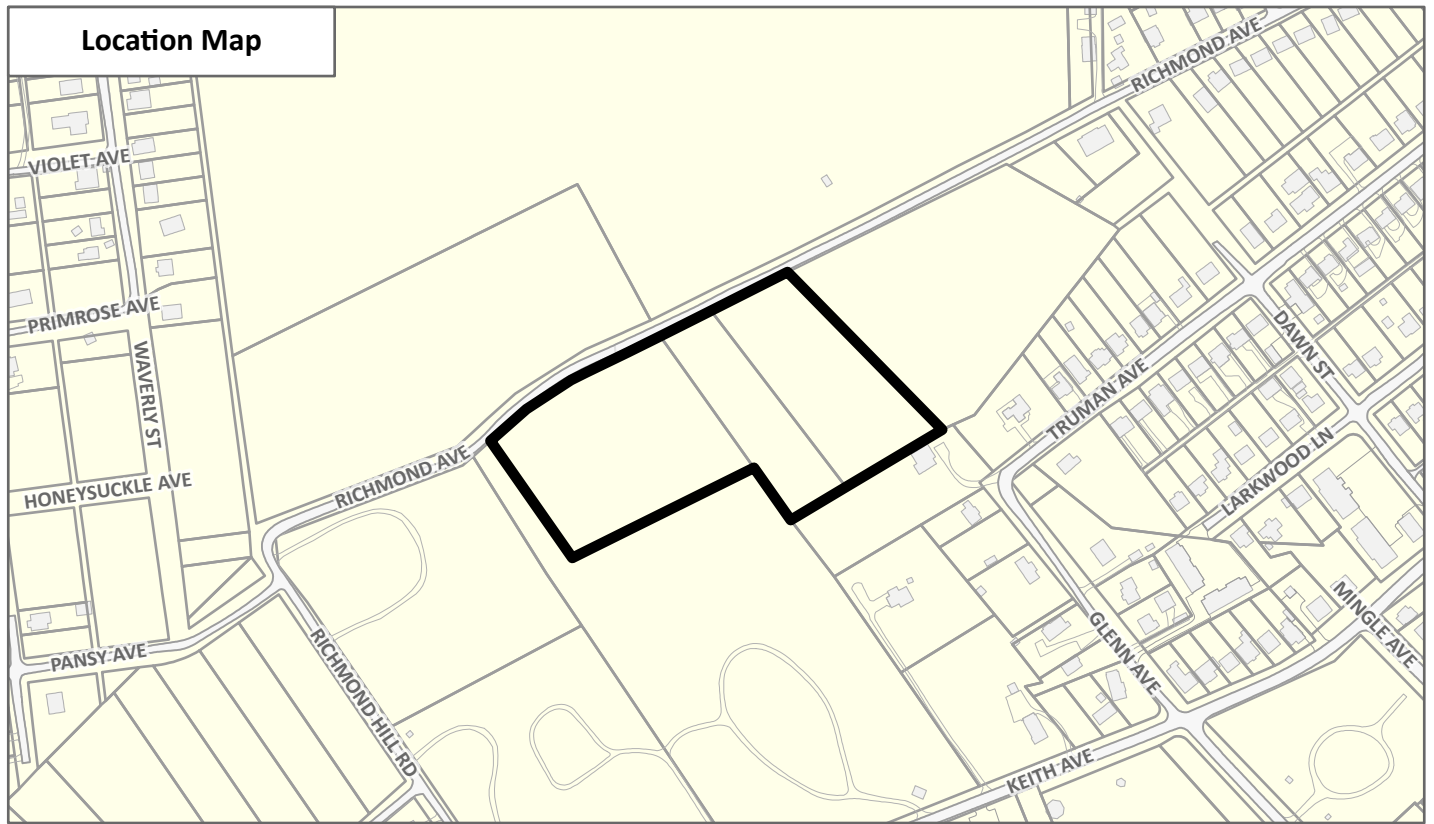 Location Map
RICHMOND AVE
VIOLET AVE
PRIMROSE AVE
WAVERLY ST
DAWN ST
TRUMAN AVE
HONEYSUCKLE AVE
RICHMOND AVE
LARKWOOD LN
MINGLE AVE
GLENN AVE
PANSY AVE
RICHMOND HILL RD
KEITH AVE